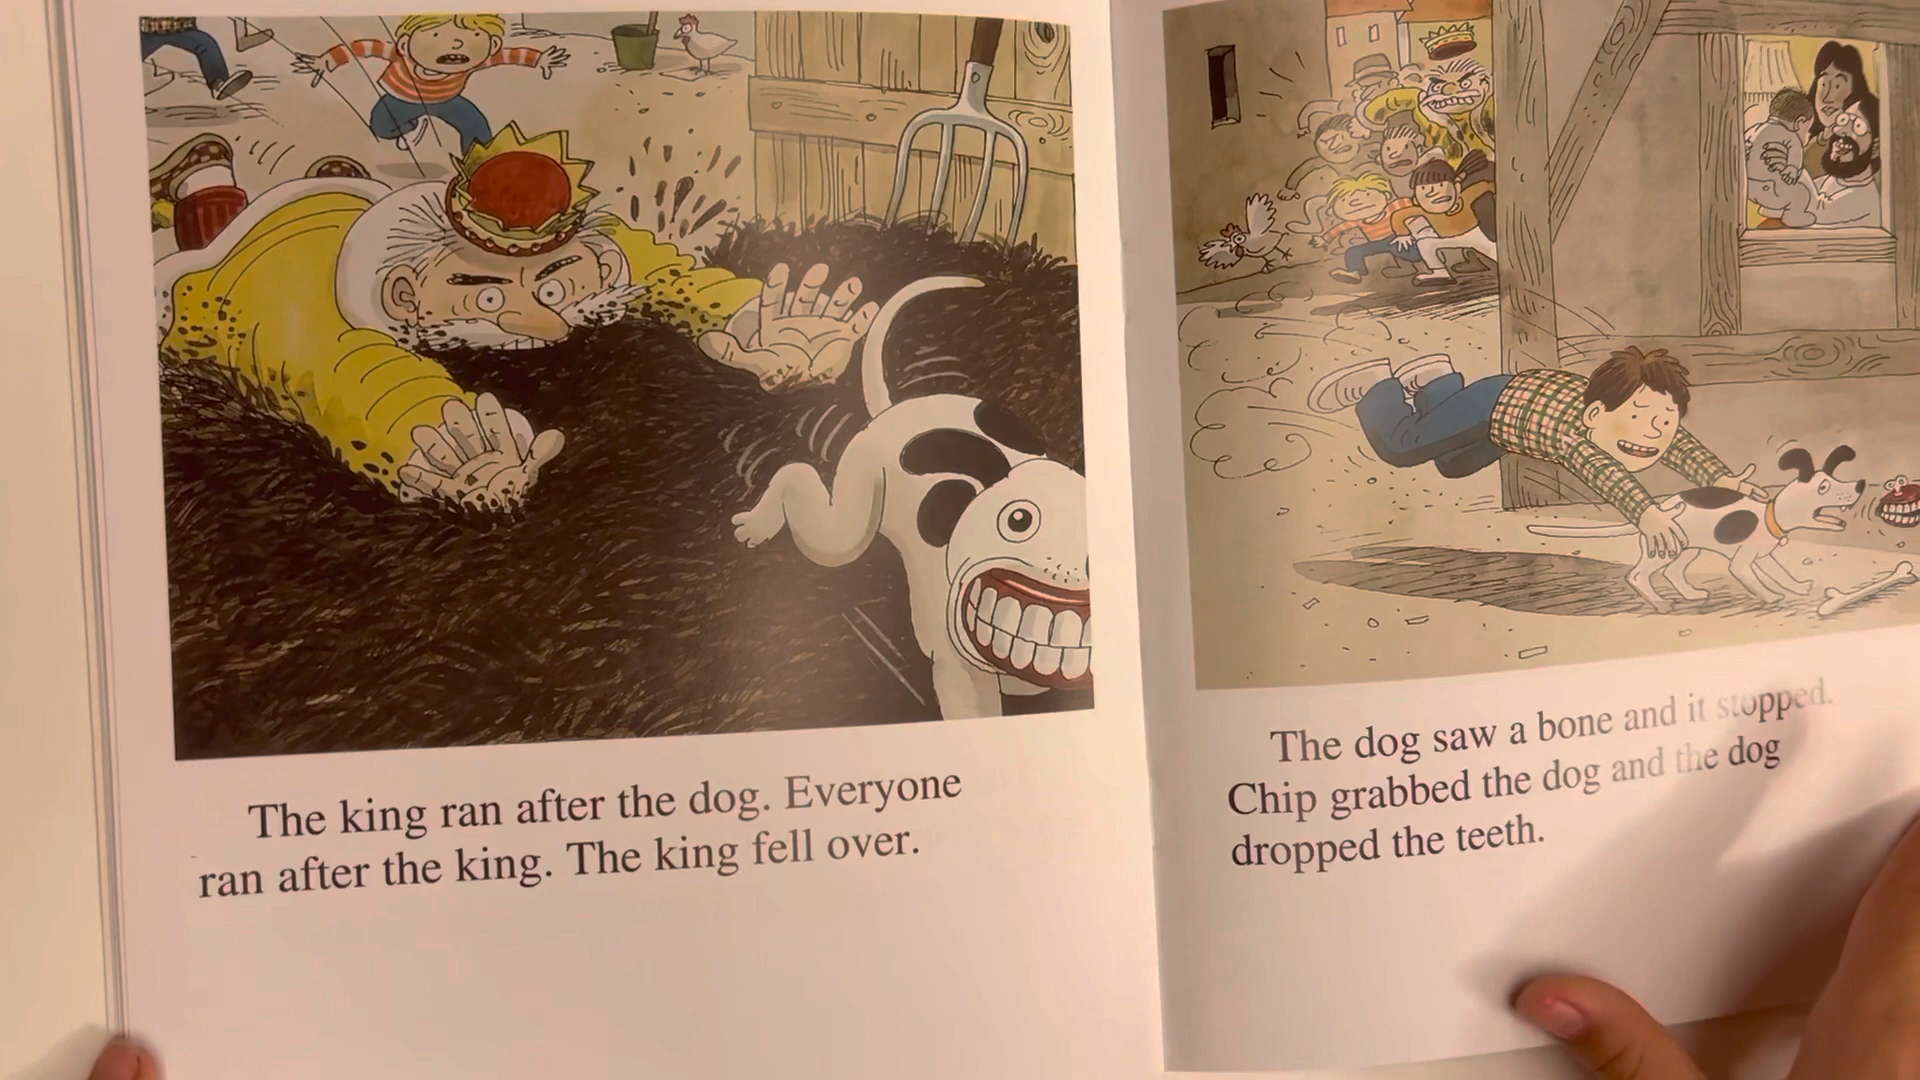 The king ran after the dog. Everyone
ran after the king. The king fell over.
The dog saw a bone and it stopped.
Chip grabbed the dog and the dog
dropped the teeth.